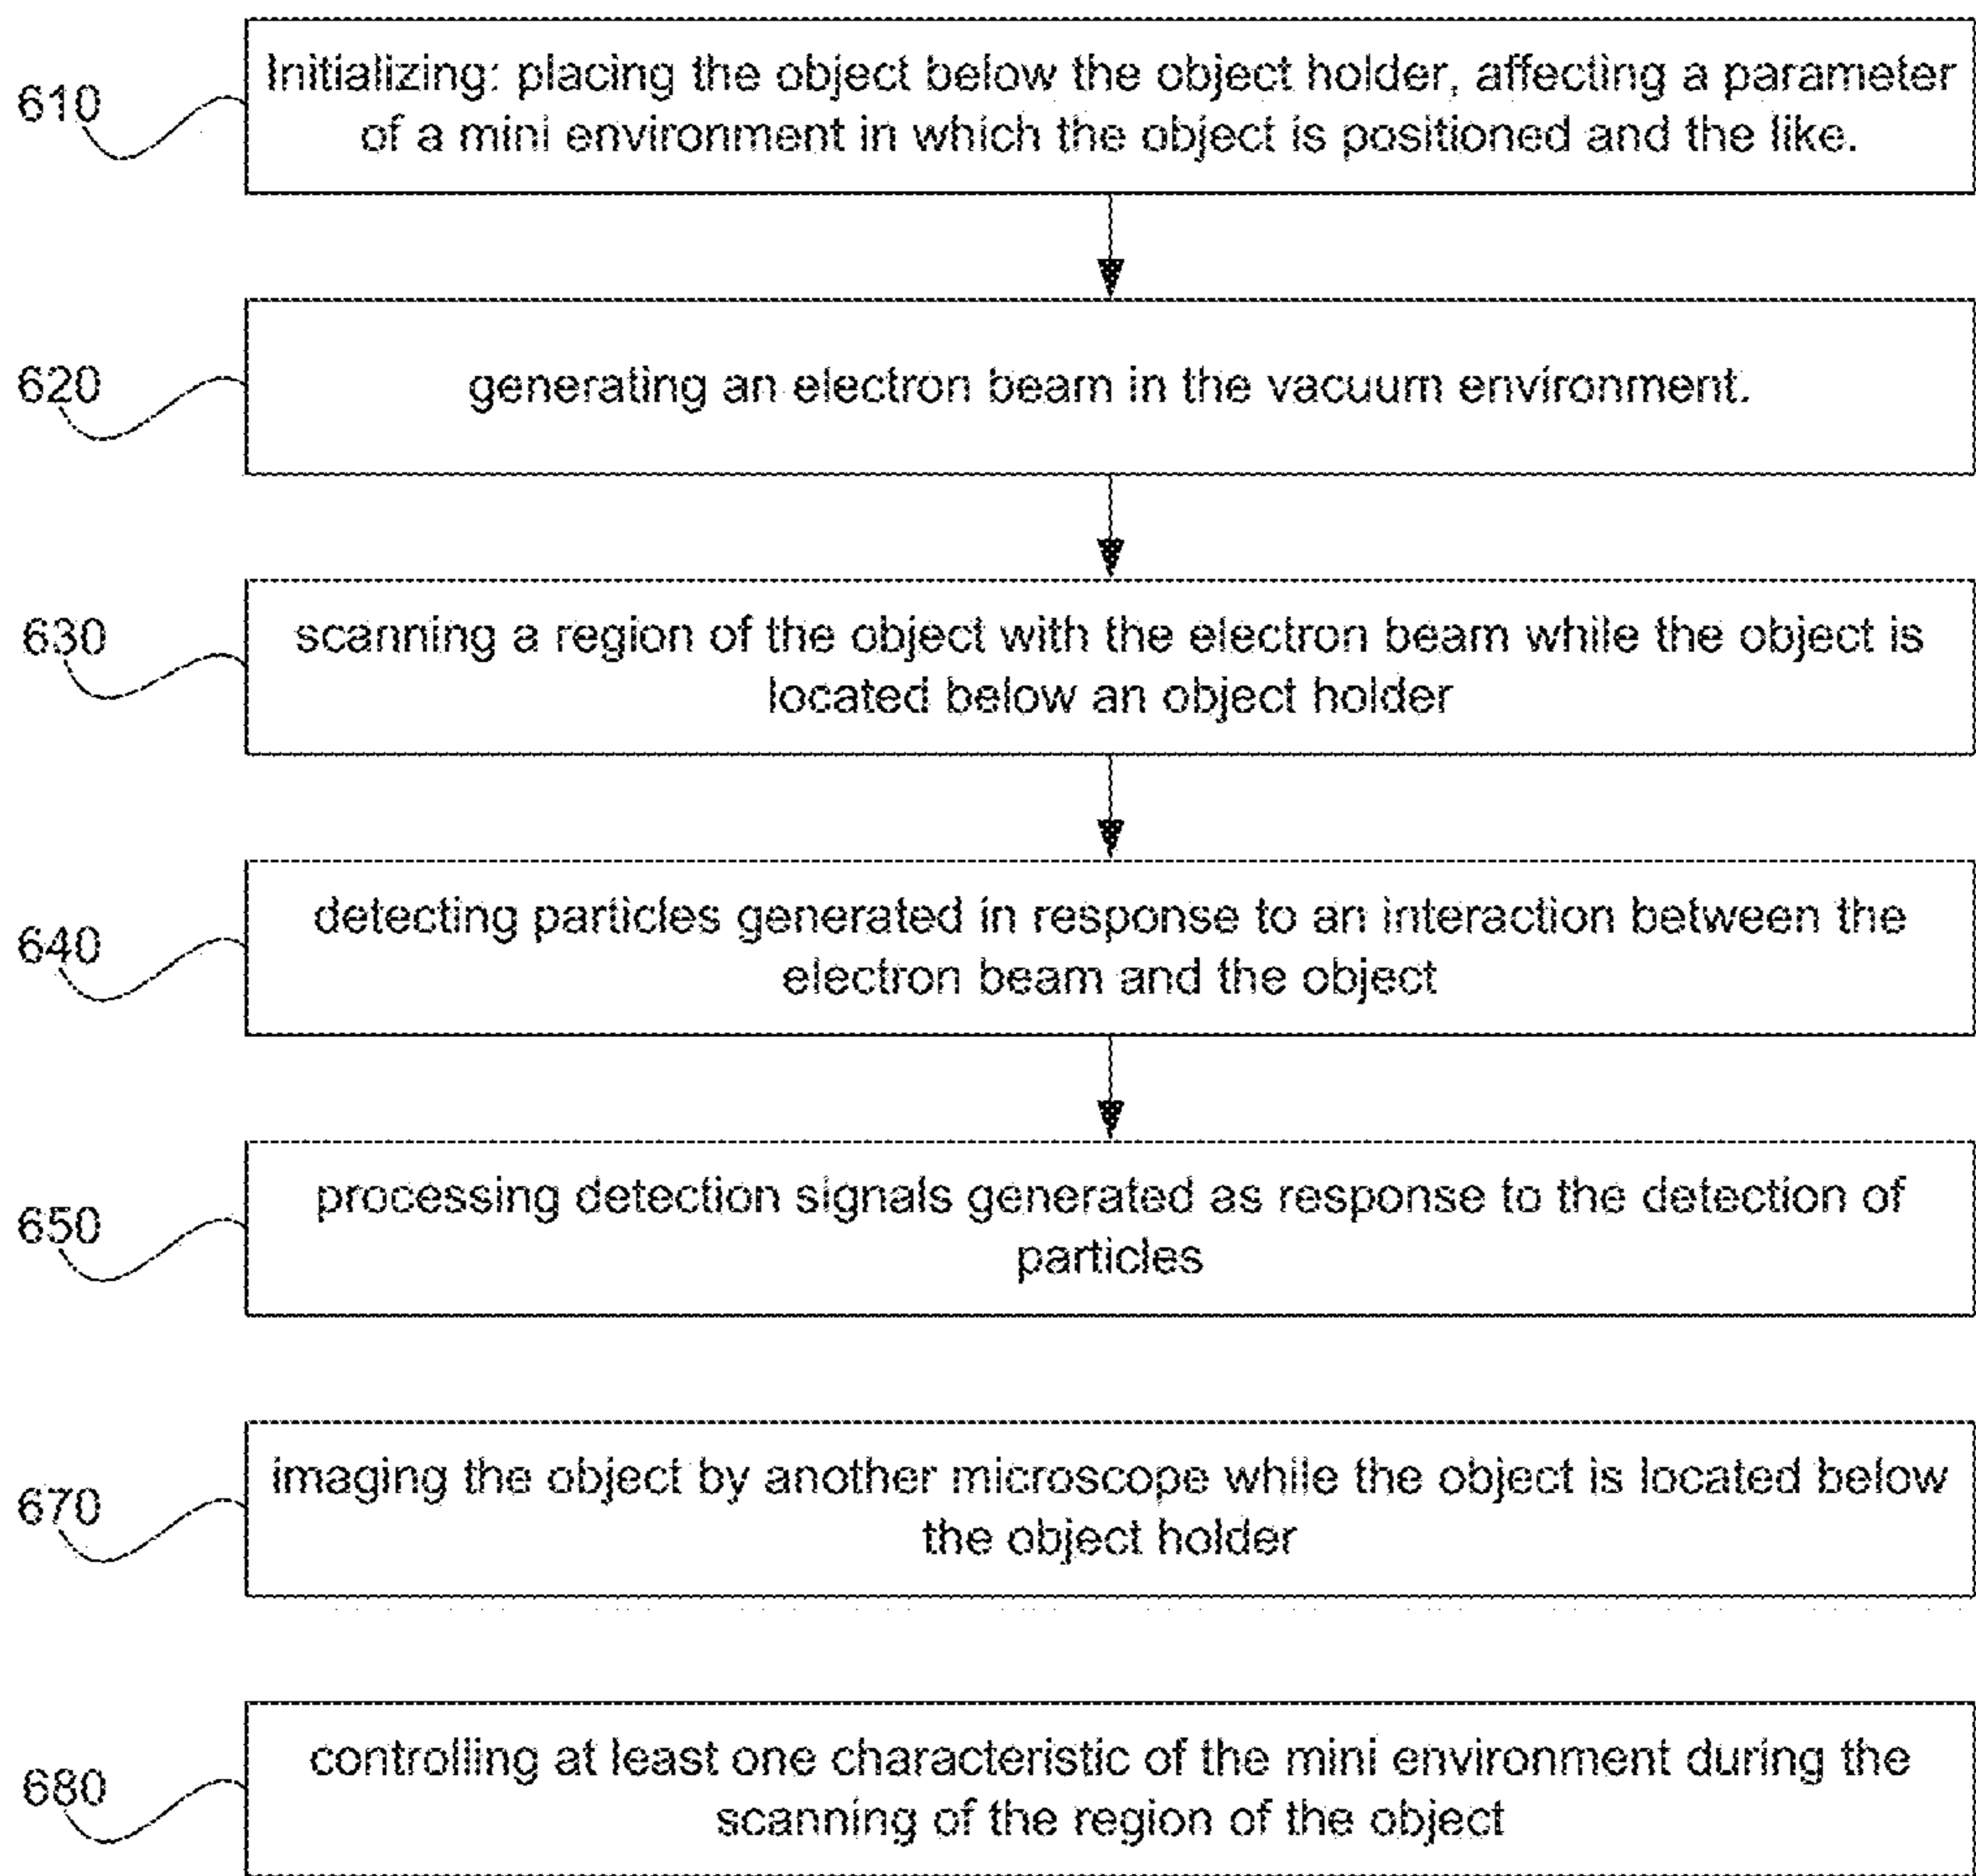 610
Initializing: placing the object below the object holder, affecting a parameter
of a mini environment in which the object is positioned and the like.
620
generating an electron beam in the vacuum environment.
630
scanning a region of the object with the electron beam while the object is
located below an object holder
640
detecting particles generated in response to an interaction between the
electron beam and the object
650
processing detection signals generated as response to the detection of
particles
670
imaging the object by another microscope while the object is located below
the object holder
680
controlling at least one characteristic of the mini environment during the
scanning of the region of the object